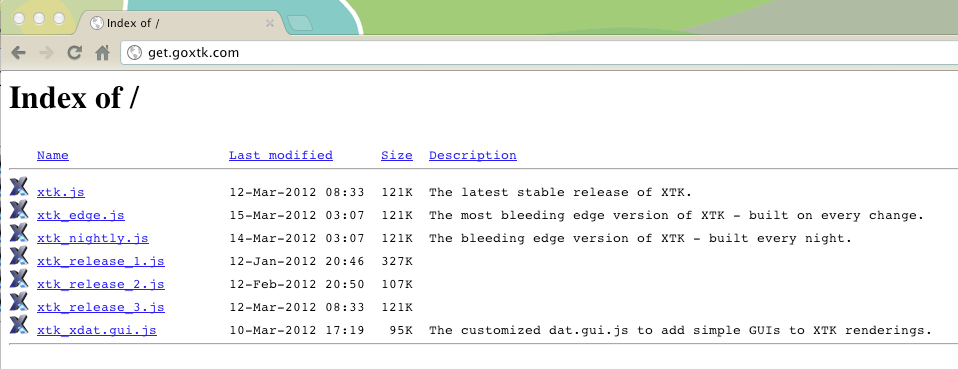 Index of /
get.goxtk.com
Index of /
Name Last modified Size Description
xtk.js 12-Mar-2012 08:33 121K The latest stable release of XTK.
xtk_edge.js 15-Mar-2012 03:07 121K The most bleeding edge version of XTK - built on every change.
xtk_nightly.js 14-Mar-2012 03:07 121K The bleeding edge version of XTK - built every night.
xtk_release_1.js 12-Jan-2012 20:46 327K
xtk_release_2.js 12-Feb-2012 20:50 107K
xtk_release_3.js 12-Mar-2012 08:33 121K
xtk_xdat.gui.js 10-Mar-2012 17:19 95K The customized dat.gui.js to add simple GUIs to XTK renderings.